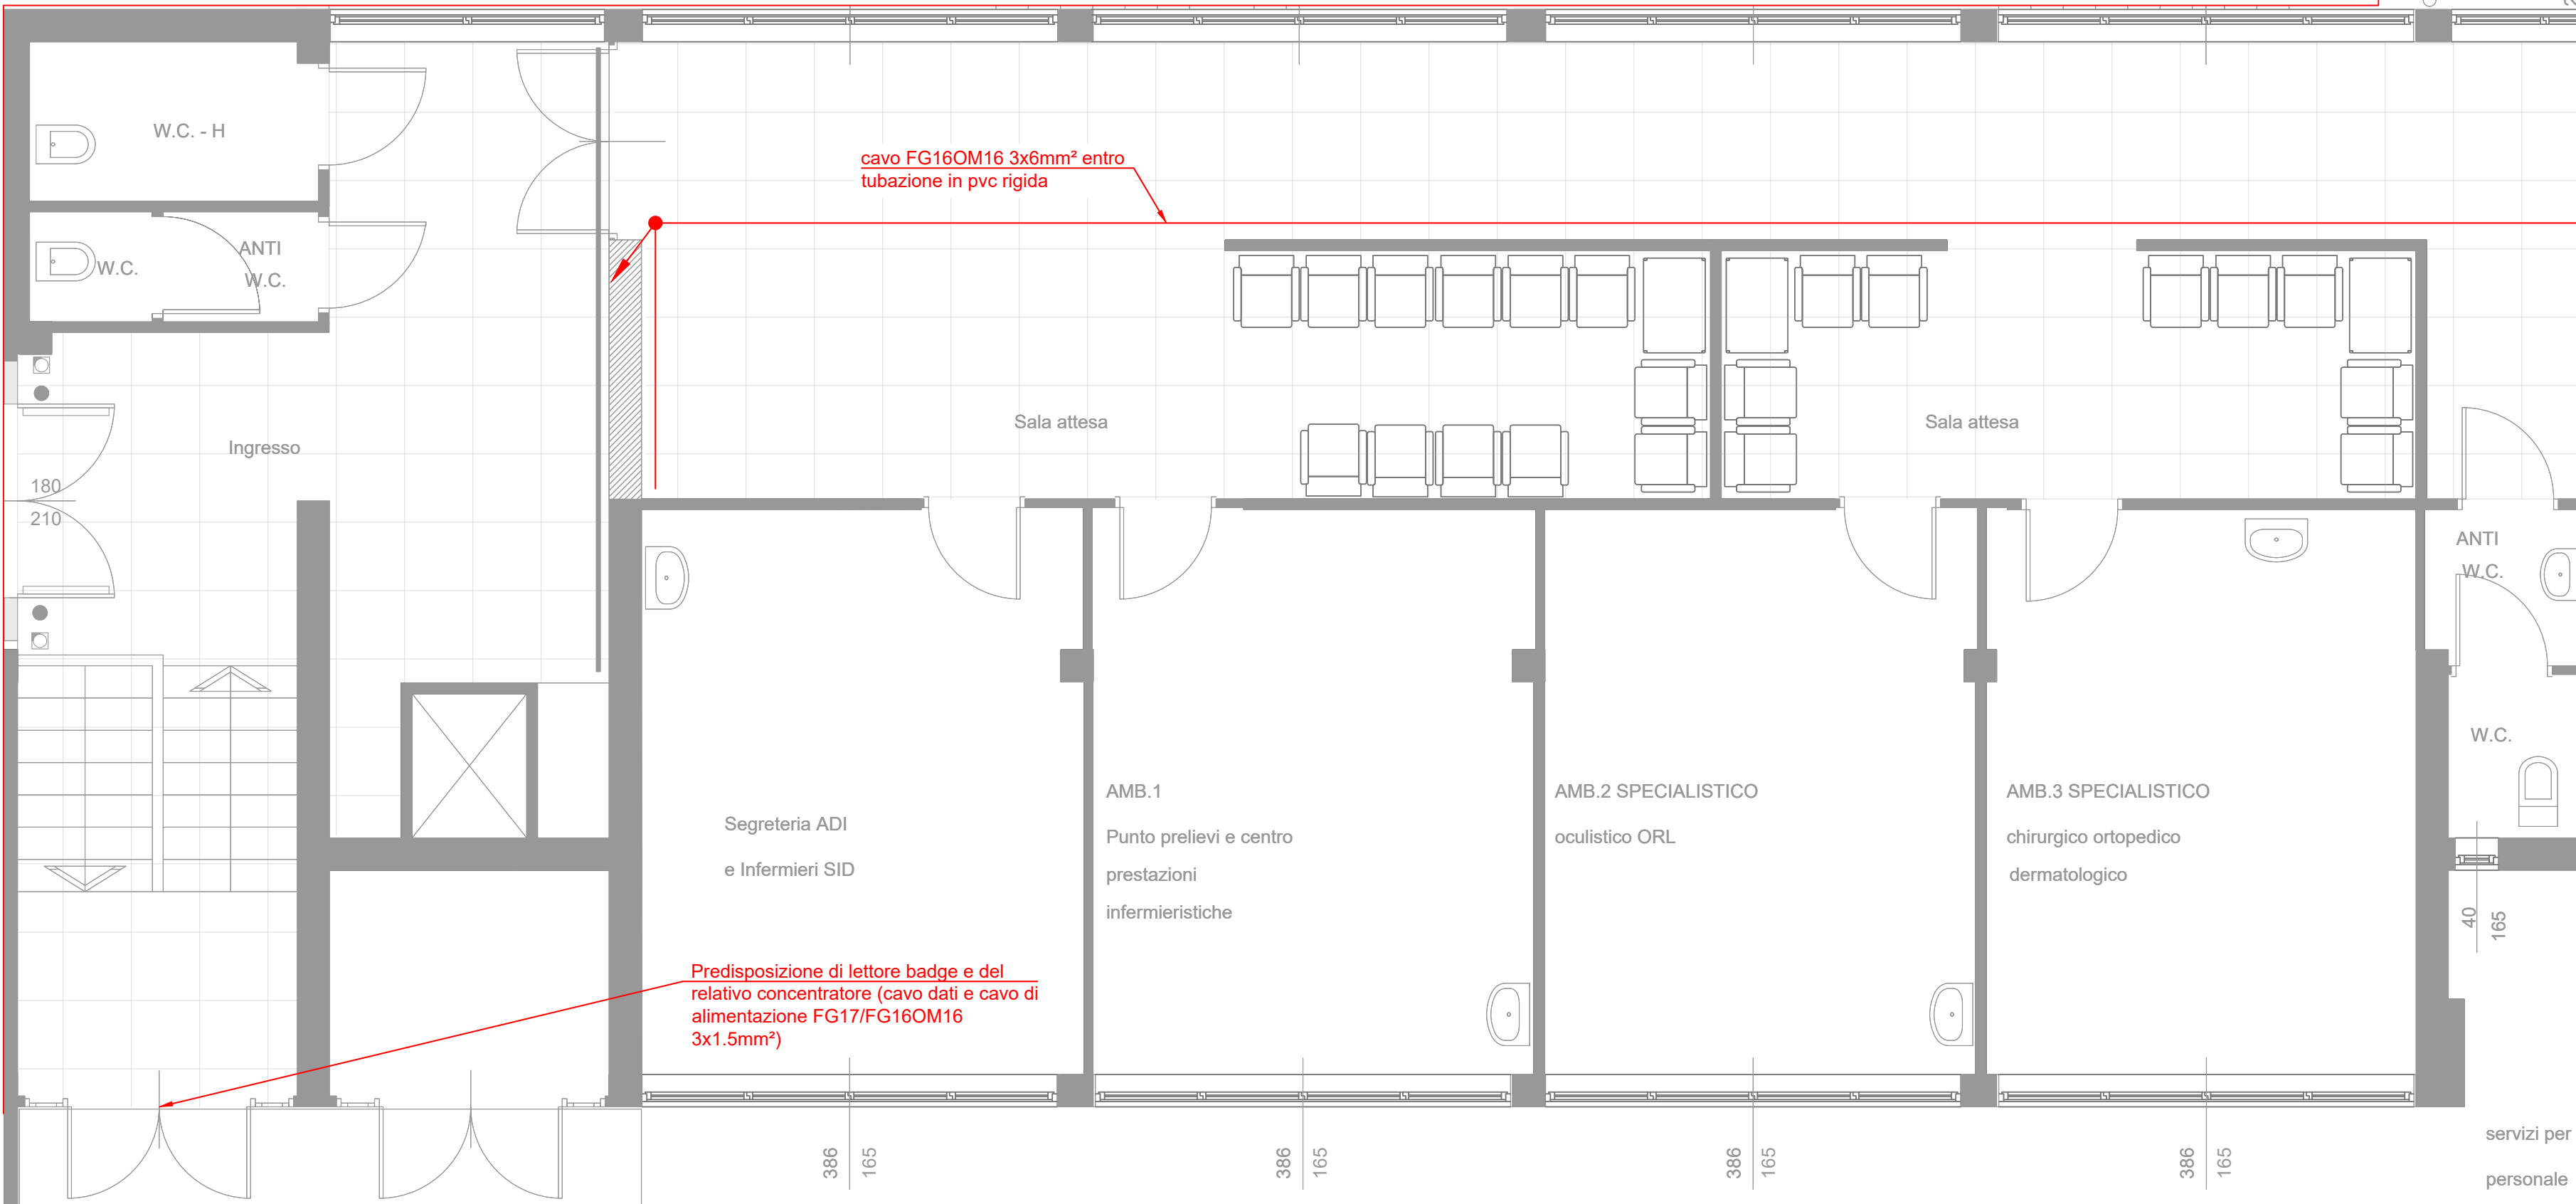 W.C. - H
cavo FG16OM16 3x6mm² entro
tubazione in pvc rigida
ANTI
W.C.
W.C.
Sala attesa
Sala attesa
Ingresso
180
210
ANTI
W.C.
W.C.
AMB.1
Punto prelievi e centro
prestazioni
infermieristiche
AMB.2 SPECIALISTICO
oculistico ORL
AMB.3 SPECIALISTICO
chirurgico ortopedico
dermatologico
Segreteria ADI
e Infermieri SID
40
165
Predisposizione di lettore badge e del
relativo concentratore (cavo dati e cavo di
alimentazione FG17/FG16OM16
3x1.5mm²)
386
165
386
165
386
165
386
165
servizi per
personale